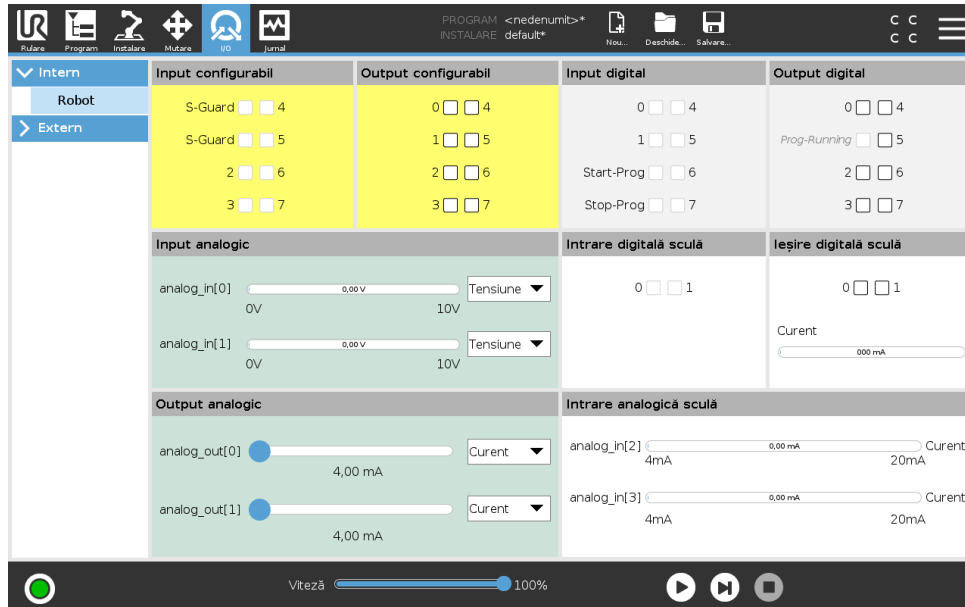 PROGRAM <nedenumit>*
INSTALARE default*
Rulare Program Instalare Mutare I/O Jurnal Nou... Deschide... Salvare...
C C
C C
Intern
Robot
Extern
Input configurabil
S-Guard 4
S-Guard 5
2 6
3 7
Output configurabil
0 4
1 5
2 6
3 7
Input digital
0 4
1 5
Start-Prog 6
Stop-Prog 7
Output digital
0 4
Prog-Running 5
2 6
3 7
Input analogic
analog_in[0] 0,00 V Tensiune
0V 10V
analog_in[1] 0,00 V Tensiune
0V 10V
Intrare digitală sculă
0 1
Ieșire digitală sculă
0 1
Curent
000 mA
Output analogic
analog_out[0] Curent
4,00 mA
analog_out[1] Curent
4,00 mA
Intrare analogică sculă
analog_in[2] 0,00 mA Curent
4mA 20mA
analog_in[3] 0,00 mA Curent
4mA 20mA
Viteză 100%